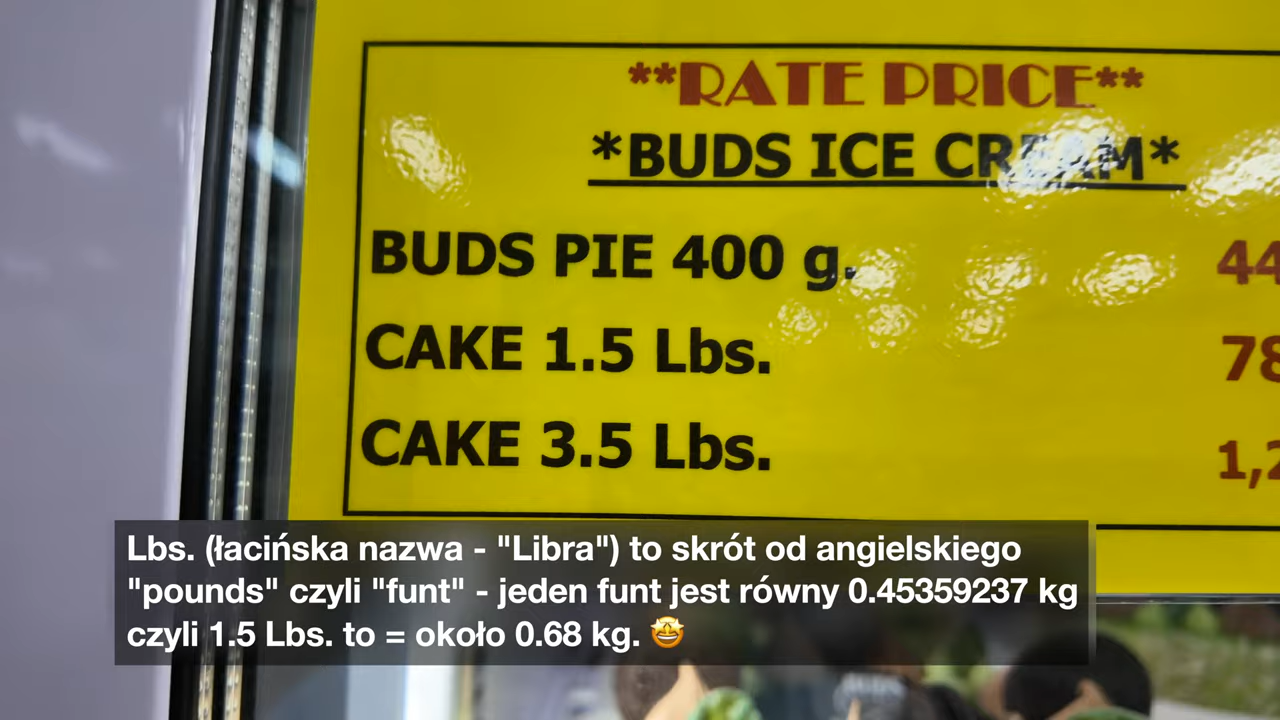 **RATE PRICE**
*BUDS ICE CREAM*
BUDS PIE 400 g. 44
CAKE 1.5 Lbs. 78
CAKE 3.5 Lbs. 1,2
Lbs. (łacińska nazwa - "Libra") to skrót od angielskiego
"pounds" czyli "funt" - jeden funt jest równy 0.45359237 kg
czyli 1.5 Lbs. to = około 0.68 kg. 🤩